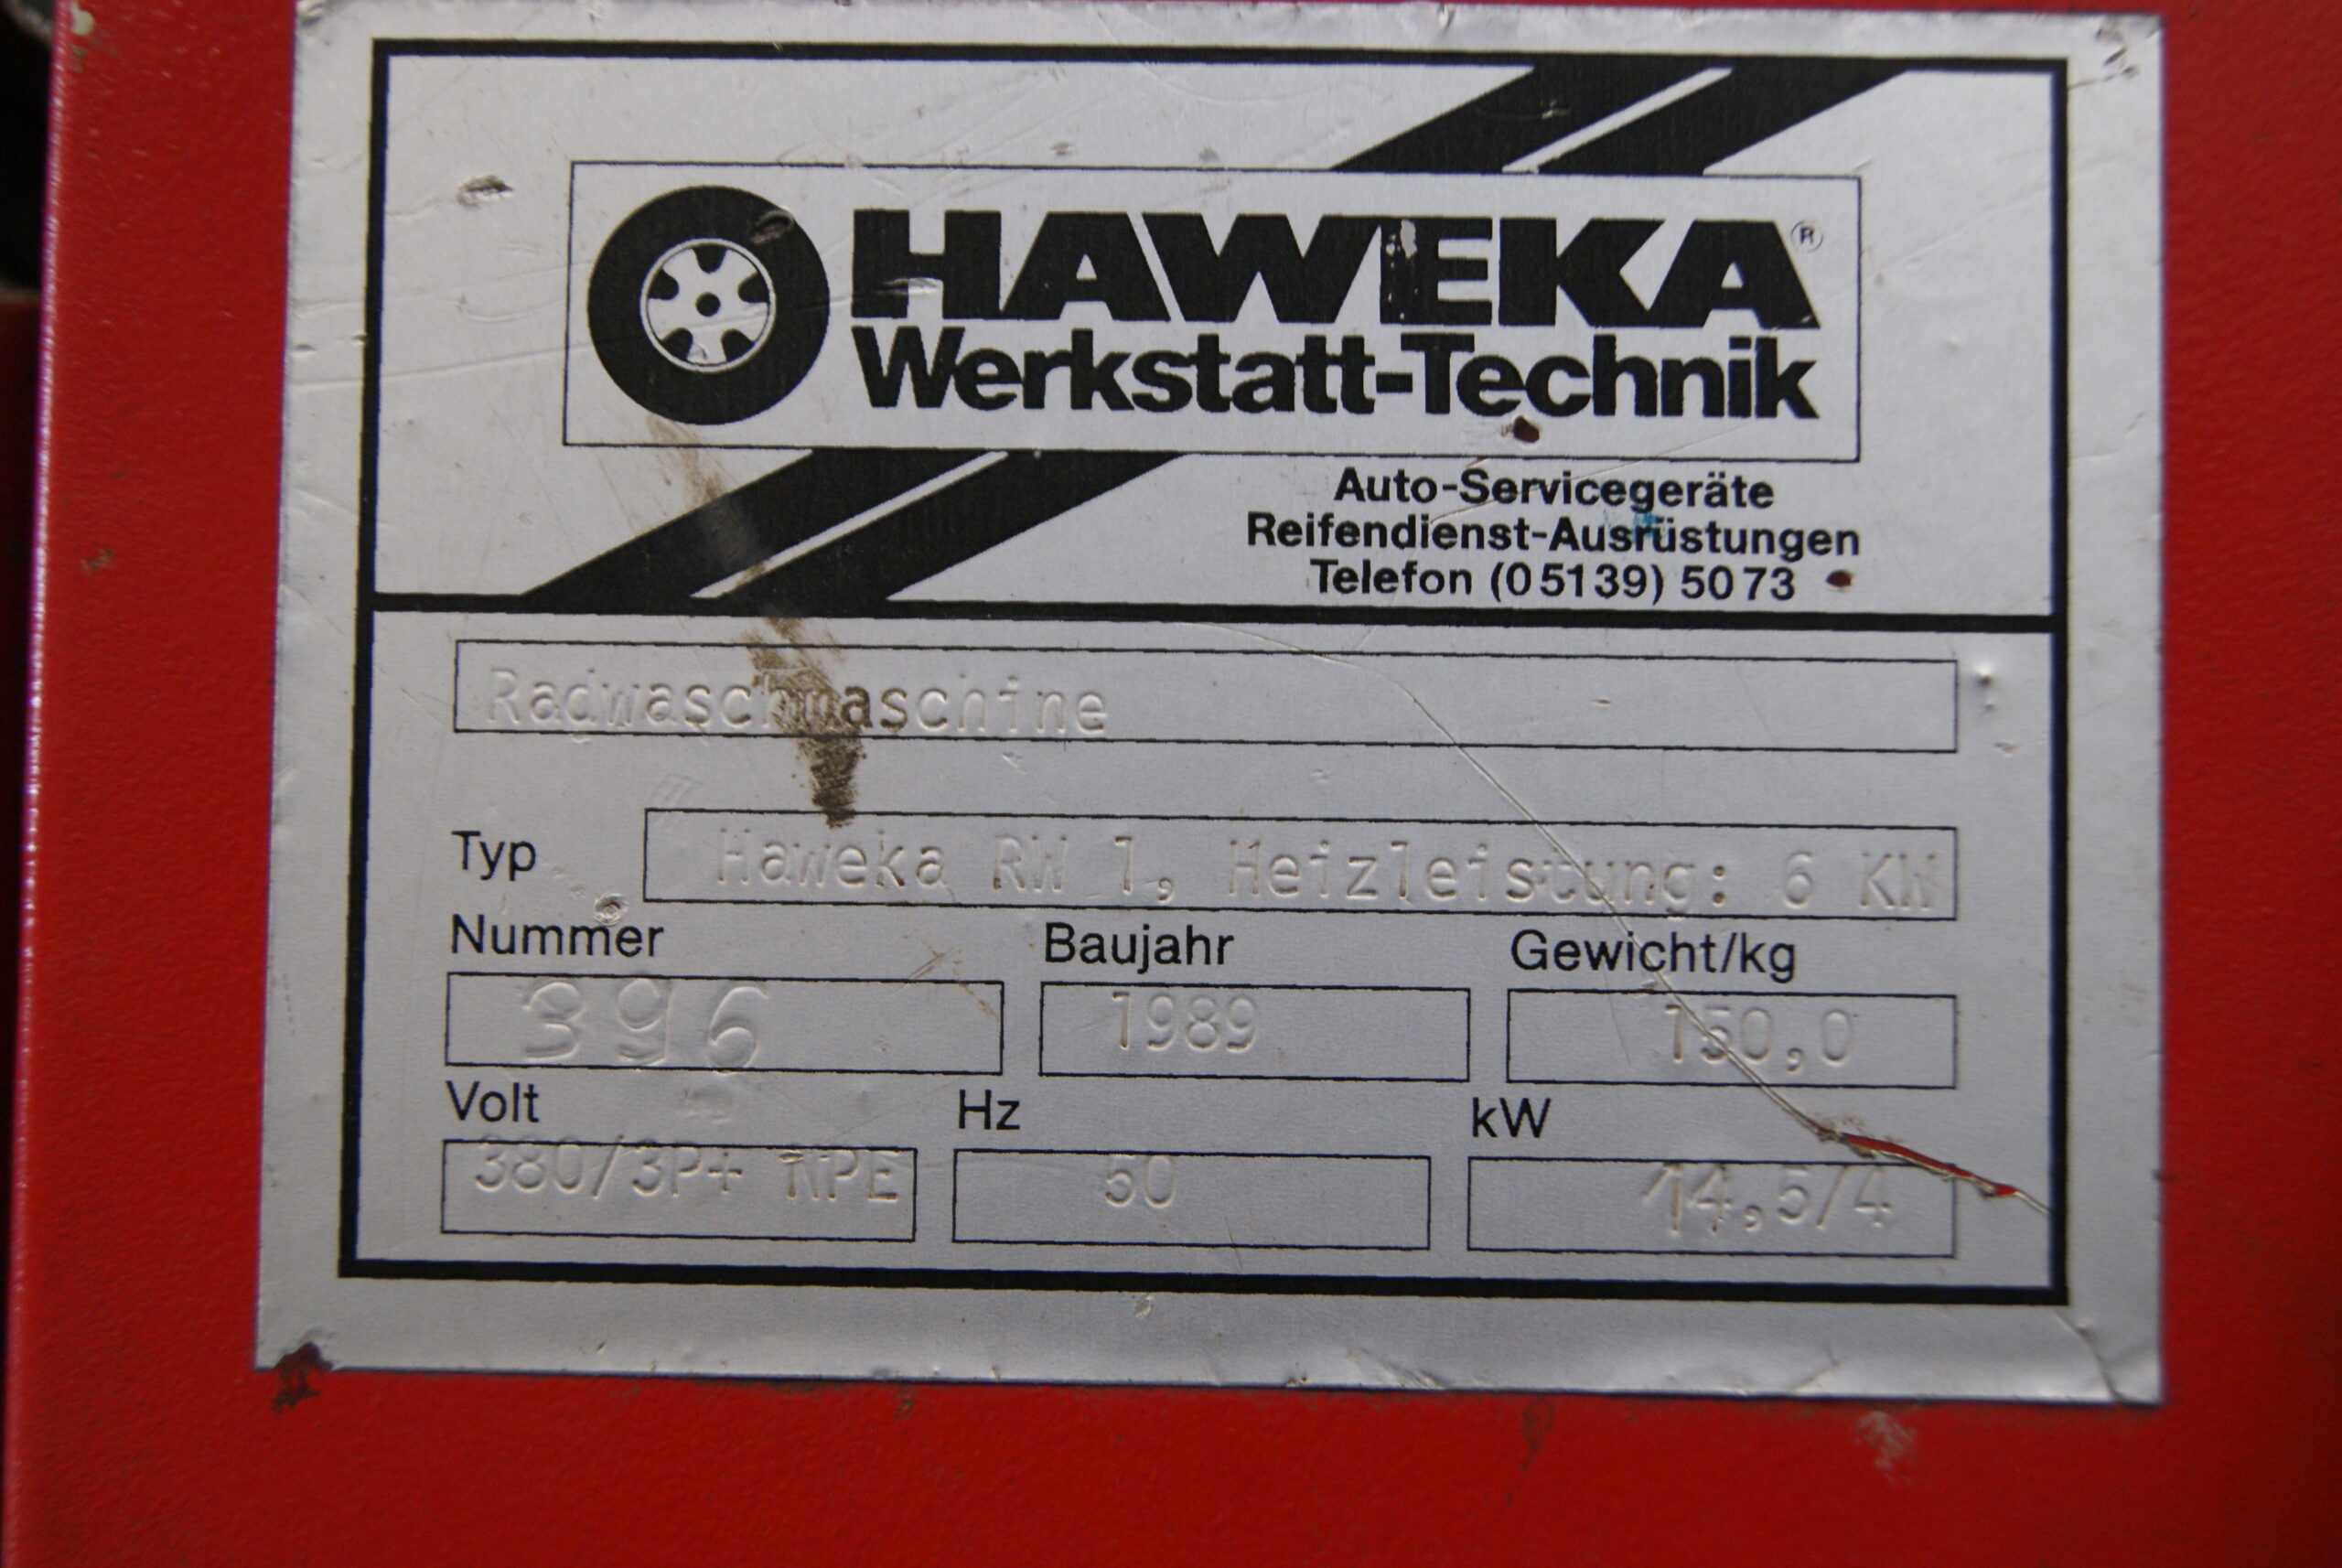 HAWEKA®
Werkstatt-Technik
Auto-Servicegeräte
Reifendienst-Ausrüstungen
Telefon (05139) 5073
Radwaschmaschine
Typ Haweka RW 1, Heizleistung: 6 KW
Nummer Baujahr Gewicht/kg
396 1989 150,0
Volt Hz kW
380/3P+ NPE 50 14,5/4